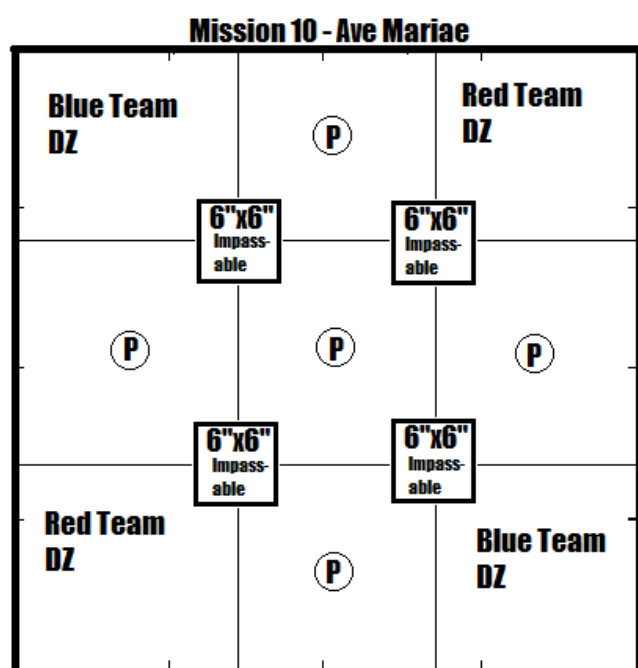 Mission 10 - Ave Mariae
Blue Team
DZ
P
Red Team
DZ
6"x6"
Impass-
able
6"x6"
Impass-
able
P
P
P
6"x6"
Impass-
able
6"x6"
Impass-
able
Red Team
DZ
P
Blue Team
DZ